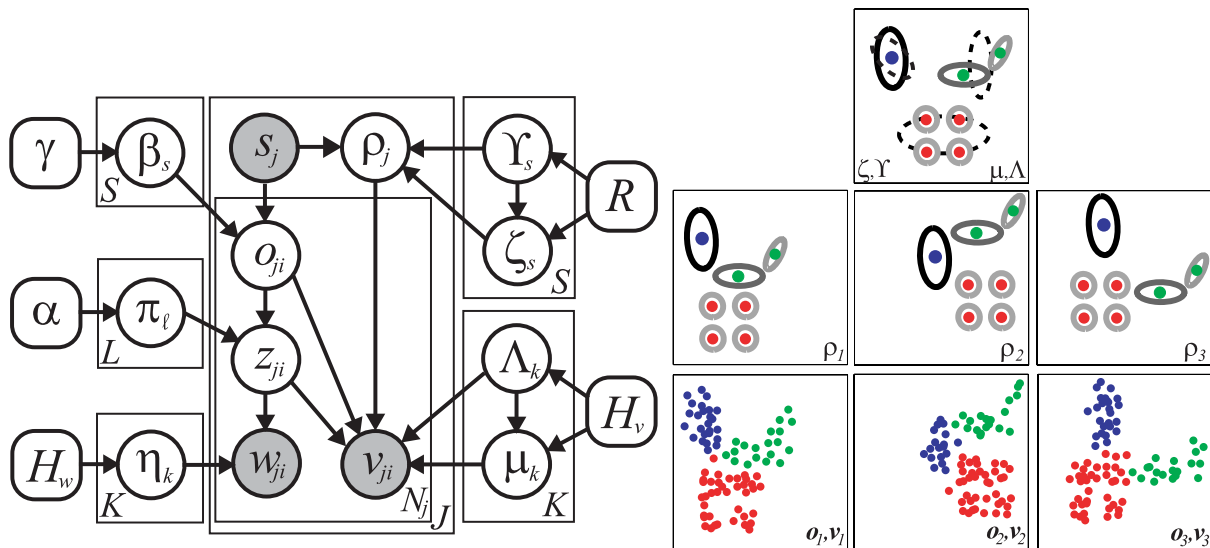 γ
β_s
S
s_j
ρ_j
ϒ_s
R
ζ_s
S
o_ji
α
π_ℓ
L
z_ji
Λ_k
H_v
H_w
η_k
K
w_ji
v_ji
N_j
J
μ_k
K
ζ,ϒ
μ,Λ
ρ_1
ρ_2
ρ_3
o_1,v_1
o_2,v_2
o_3,v_3